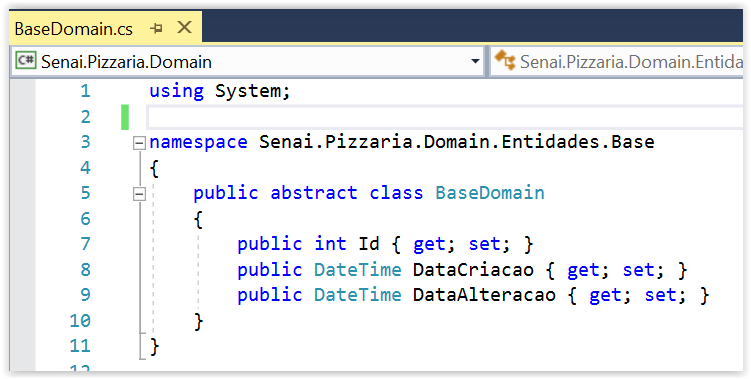 BaseDomain.cs
C# Senai.Pizzaria.Domain Senai.Pizzaria.Domain.Entida
1 using System;
2
3 namespace Senai.Pizzaria.Domain.Entidades.Base
4 {
5 public abstract class BaseDomain
6 {
7 public int Id { get; set; }
8 public DateTime DataCriacao { get; set; }
9 public DateTime DataAlteracao { get; set; }
10 }
11 }